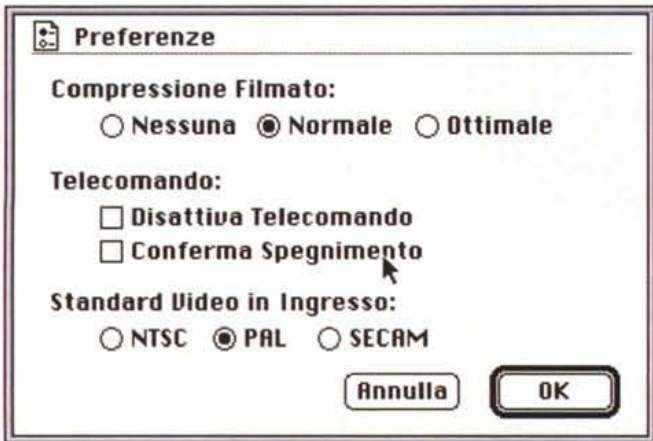 Preferenze
Compressione Filmato:
Nessuna Normale Ottimale
Telecomando:
Disattiva Telecomando
Conferma Spegnimento
Standard Video in Ingresso:
NTSC PAL SECAM
Annulla OK